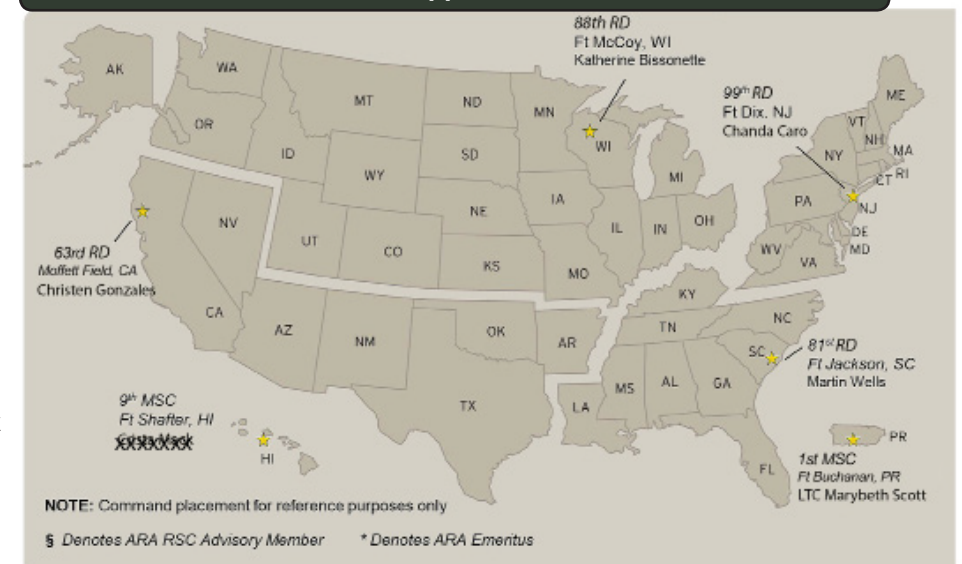 88th RD
Ft McCoy, WI
Katherine Bissonette
99th RD
Ft Dix. NJ
Chanda Caro
AK
WA
MT
ND
MN
ME
VT
NH
OR
ID
SD
WI
NY
MA
WY
MI
CT
RI
NV
NE
IA
PA
NJ
UT
CO
IL
IN
OH
DE
MD
63rd RD
Moffett Field, CA
Christen Gonzales
KS
MO
WV
VA
CA
KY
AZ
NM
OK
AR
TN
NC
SC
81st RD
Ft Jackson, SC
Martin Wells
MS
AL
GA
9th MSC
Ft Shafter, HI
XXXXXXX
TX
LA
HI
FL
PR
1st MSC
Ft Buchanan, PR
LTC Marybeth Scott
NOTE: Command placement for reference purposes only
§ Denotes ARA RSC Advisory Member * Denotes ARA Emeritus